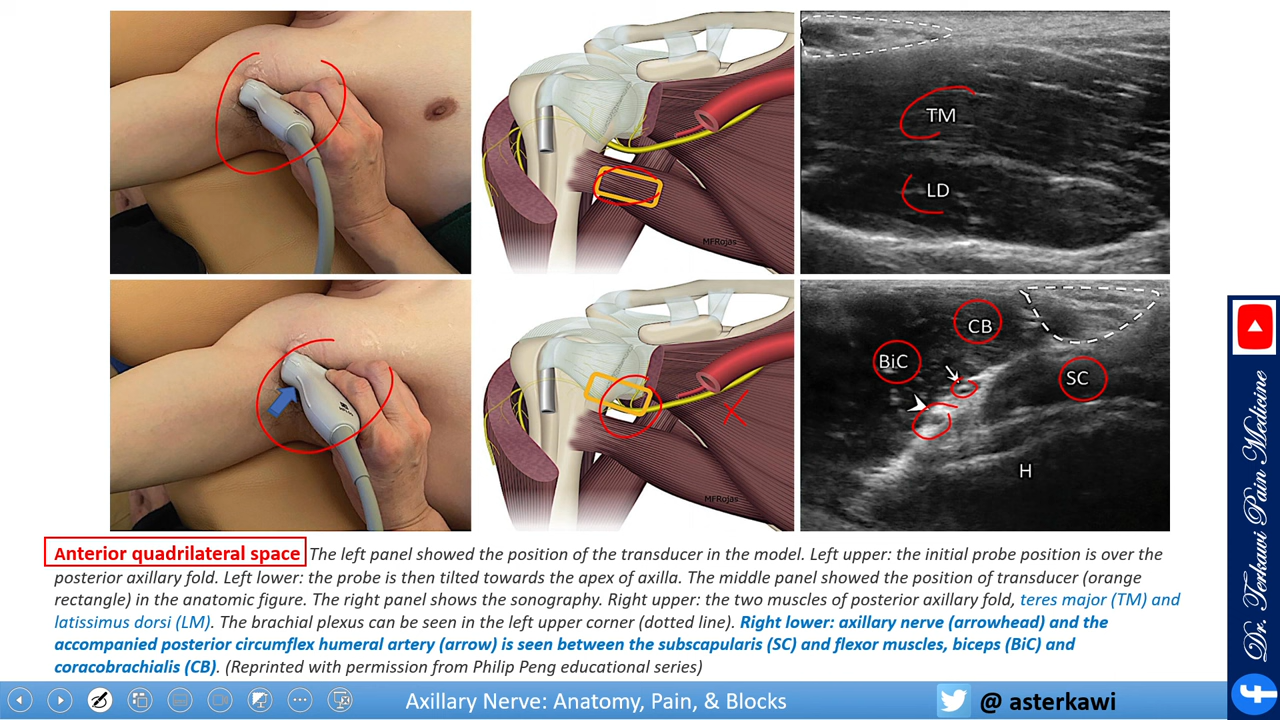 TM
LD
MFRojas
CB
BiC
SC
H
MFRojas
Anterior quadrilateral space The left panel showed the position of the transducer in the model. Left upper: the initial probe position is over the
posterior axillary fold. Left lower: the probe is then tilted towards the apex of axilla. The middle panel showed the position of transducer (orange
rectangle) in the anatomic figure. The right panel shows the sonography. Right upper: the two muscles of posterior axillary fold, teres major (TM) and
latissimus dorsi (LM). The brachial plexus can be seen in the left upper corner (dotted line). Right lower: axillary nerve (arrowhead) and the
accompanied posterior circumflex humeral artery (arrow) is seen between the subscapularis (SC) and flexor muscles, biceps (BiC) and
coracobrachialis (CB). (Reprinted with permission from Philip Peng educational series)
Axillary Nerve: Anatomy, Pain, & Blocks
@ asterkawi
Dr. Terkawi Pain Medicine